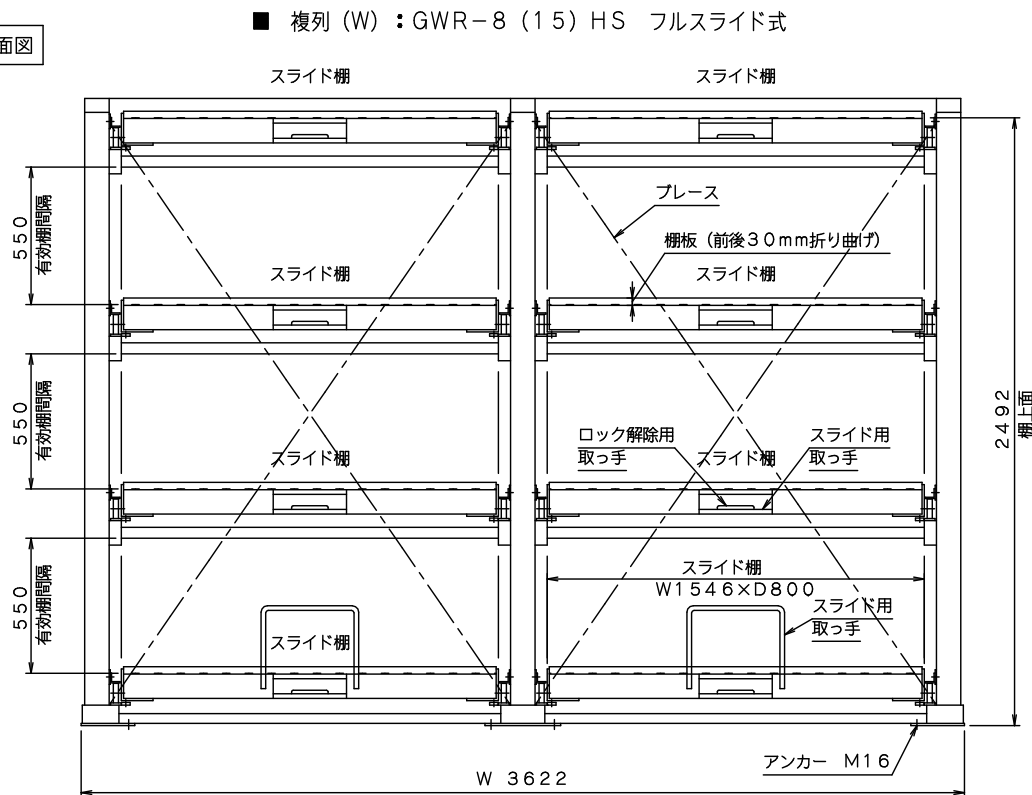 ■ 複列（W）：GWR－8（15）HS フルスライド式
面図
スライド棚
スライド棚
ブレース
棚板（前後30mm折り曲げ）
550
有効棚間隔
スライド棚
スライド棚
550
有効棚間隔
2492
棚上面
ロック解除用
取っ手
スライド用
取っ手
スライド棚
スライド棚
550
有効棚間隔
スライド棚
W1546×D800
スライド用
取っ手
スライド棚
アンカー M16
W 3622